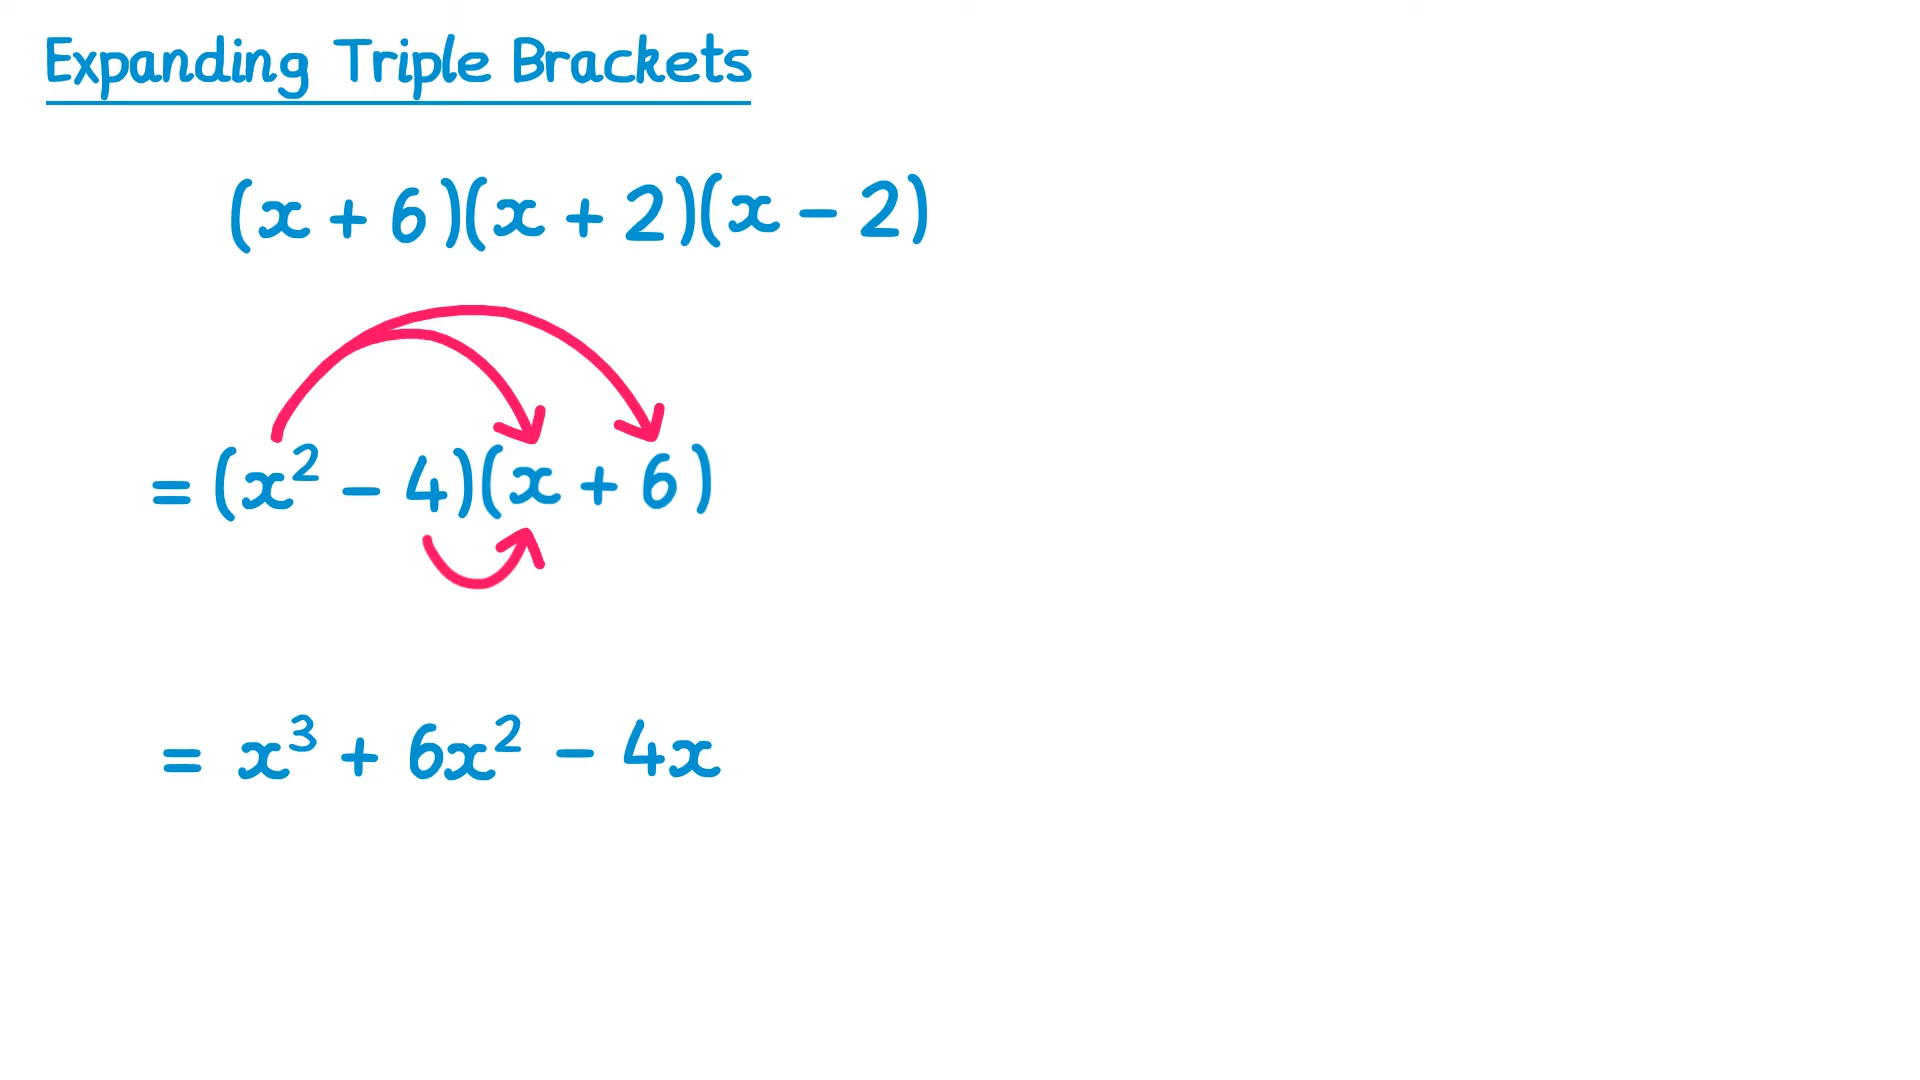 Expanding Triple Brackets
(x + 6)(x + 2)(x − 2)
= (x² − 4)(x + 6)
= x³ + 6x² − 4x